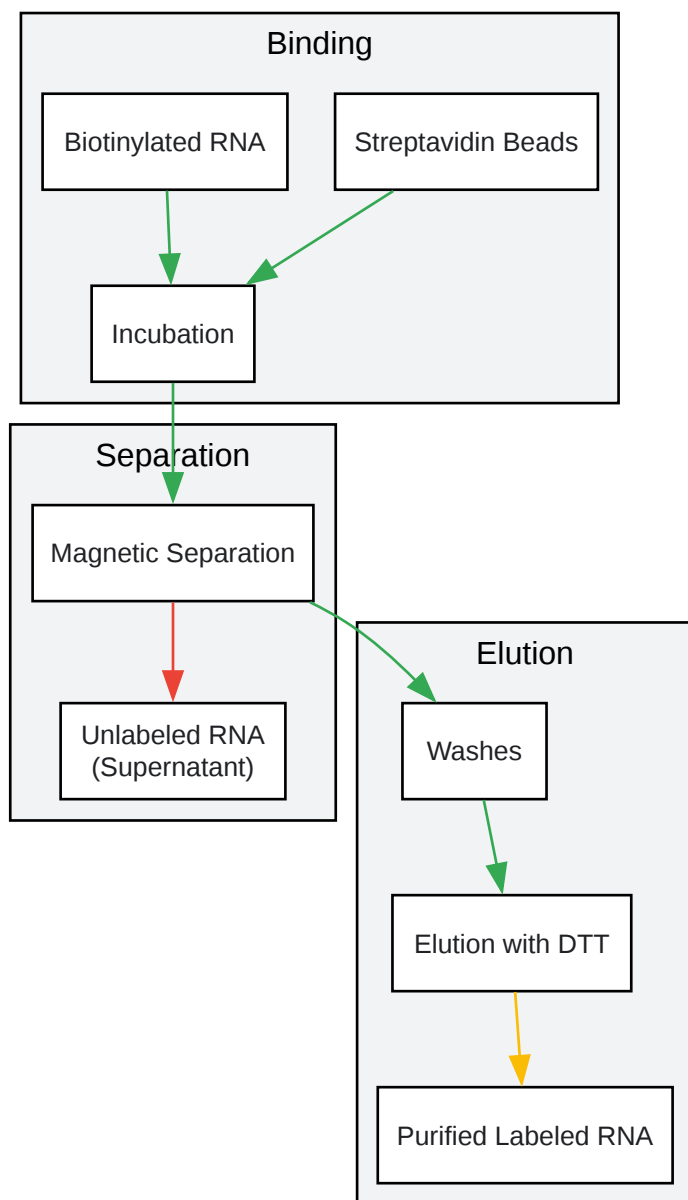 Binding
Biotinylated RNA
Streptavidin Beads
Incubation
Separation
Magnetic Separation
Unlabeled RNA
(Supernatant)
Elution
Washes
Elution with DTT
Purified Labeled RNA